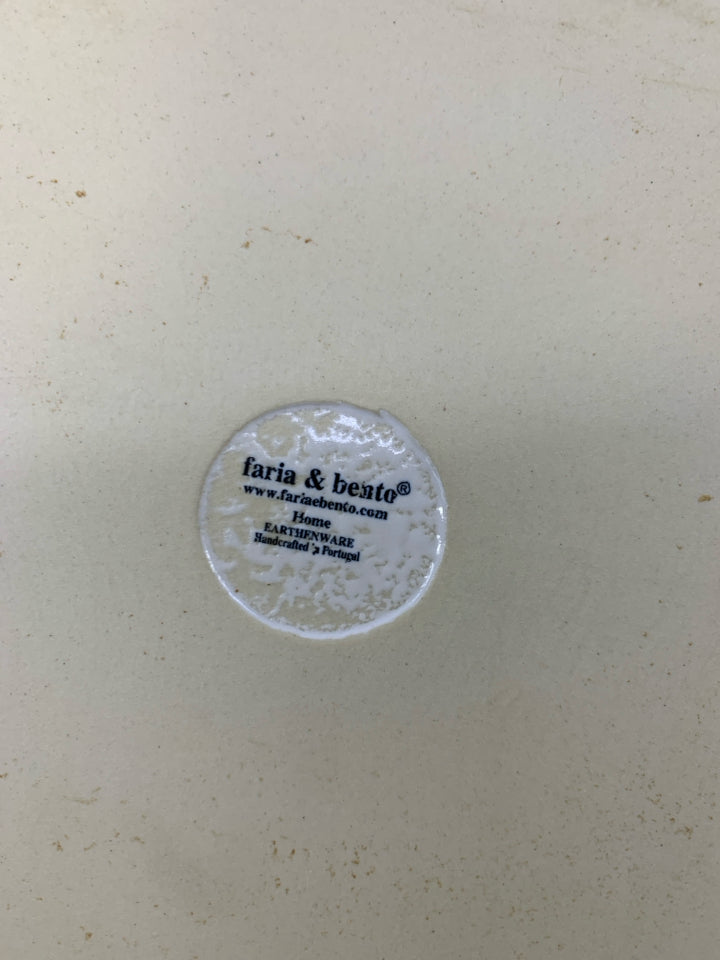 faria & bento®
www.fariaebento.com
Home
EARTHENWARE
Handcrafted Portugal